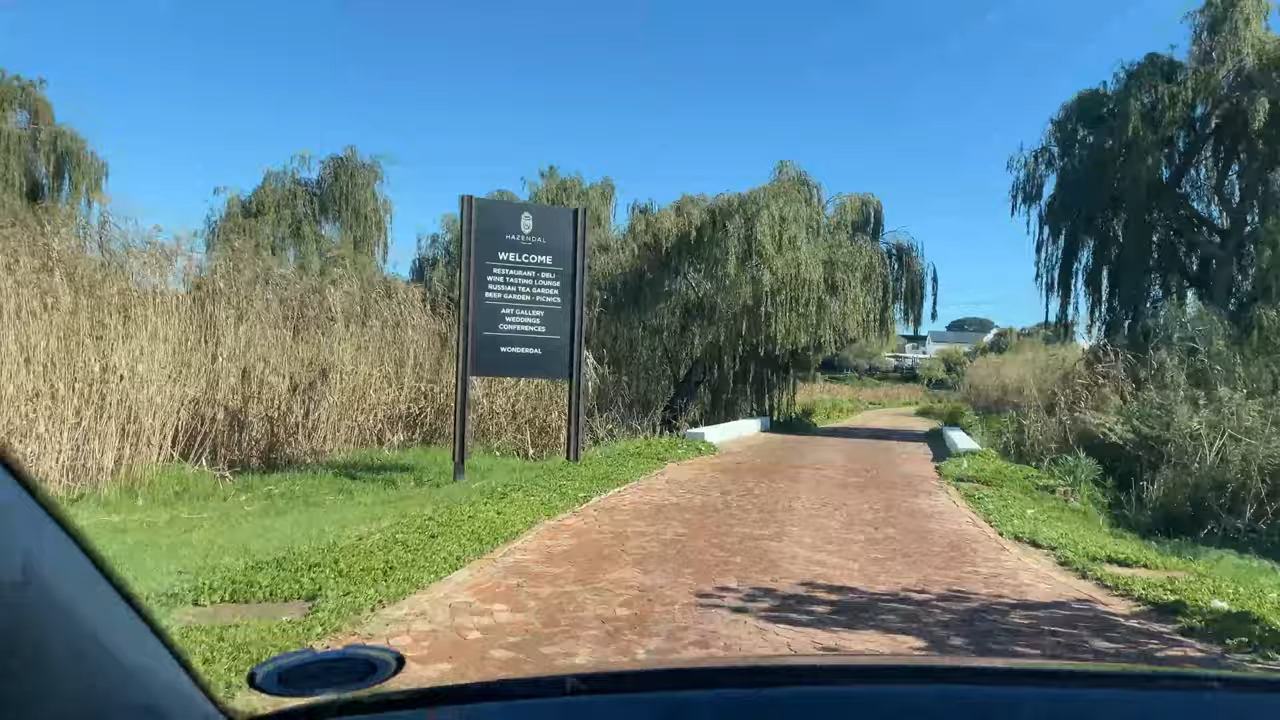 HAZENDAL
WELCOME
RESTAURANT • DELI
WINE TASTING LOUNGE
RUSSIAN TEA GARDEN
BEER GARDEN • PICNICS
ART GALLERY
WEDDINGS
CONFERENCES
WONDERDAL